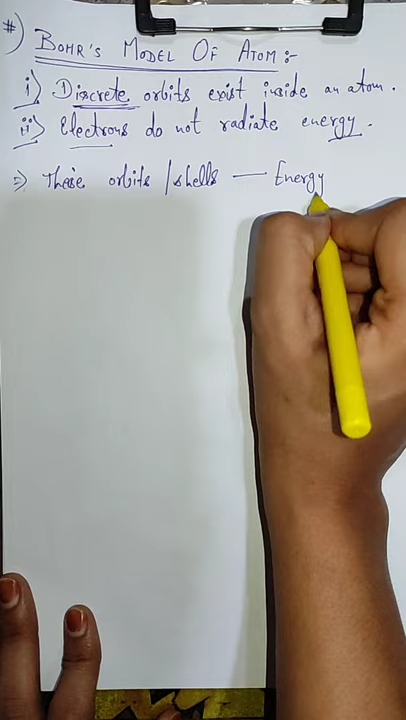 #) BOHR'S MODEL OF ATOM :-
i) Discrete orbits exist inside an atom.
ii) Electrons do not radiate energy.
=> These orbits / shells — Energy